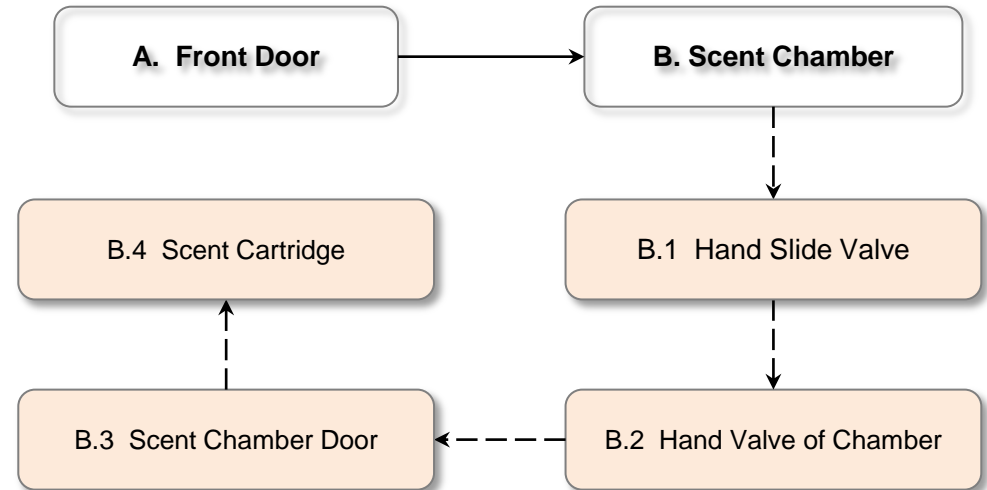 A. Front Door
B. Scent Chamber
B.4 Scent Cartridge
B.1 Hand Slide Valve
B.3 Scent Chamber Door
B.2 Hand Valve of Chamber